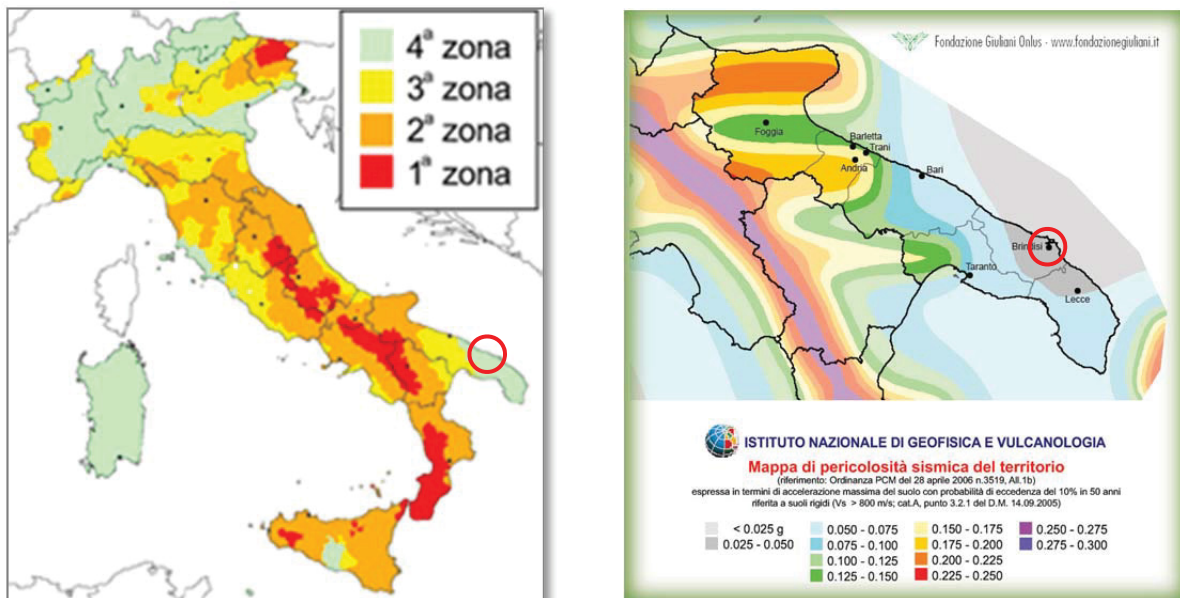 4ª zona
3ª zona
2ª zona
1ª zona
Fondazione Giuliani Onlus - www.fondazionegiuliani.it
Foggia
Barletta
Trani
Andria
Bari
Brindisi
Taranto
Lecce
ISTITUTO NAZIONALE DI GEOFISICA E VULCANOLOGIA
Mappa di pericolosità sismica del territorio
(riferimento: Ordinanza PCM del 28 aprile 2006 n.3519, All.1b)
espressa in termini di accelerazione massima del suolo con probabilità di eccedenza del 10% in 50 anni
riferita a suoli rigidi (Vs > 800 m/s; cat.A, punto 3.2.1 del D.M. 14.09.2005)
< 0.025 g
0.025 - 0.050
0.050 - 0.075
0.075 - 0.100
0.100 - 0.125
0.125 - 0.150
0.150 - 0.175
0.175 - 0.200
0.200 - 0.225
0.225 - 0.250
0.250 - 0.275
0.275 - 0.300